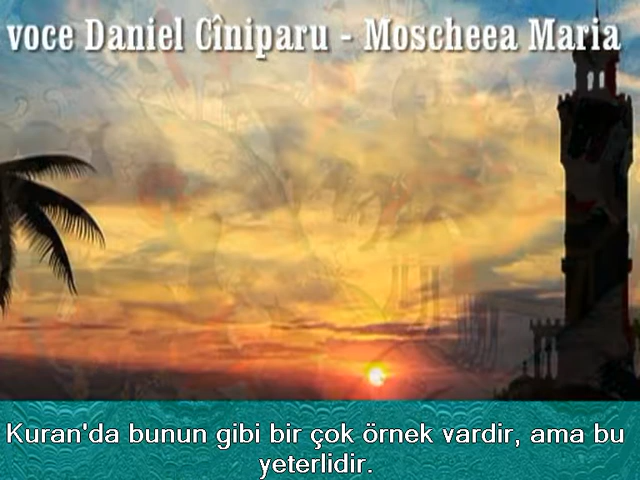 voce Daniel Cîniparu - Moscheea Maria
Kuran'da bunun gibi bir çok örnek vardir, ama bu
yeterlidir.